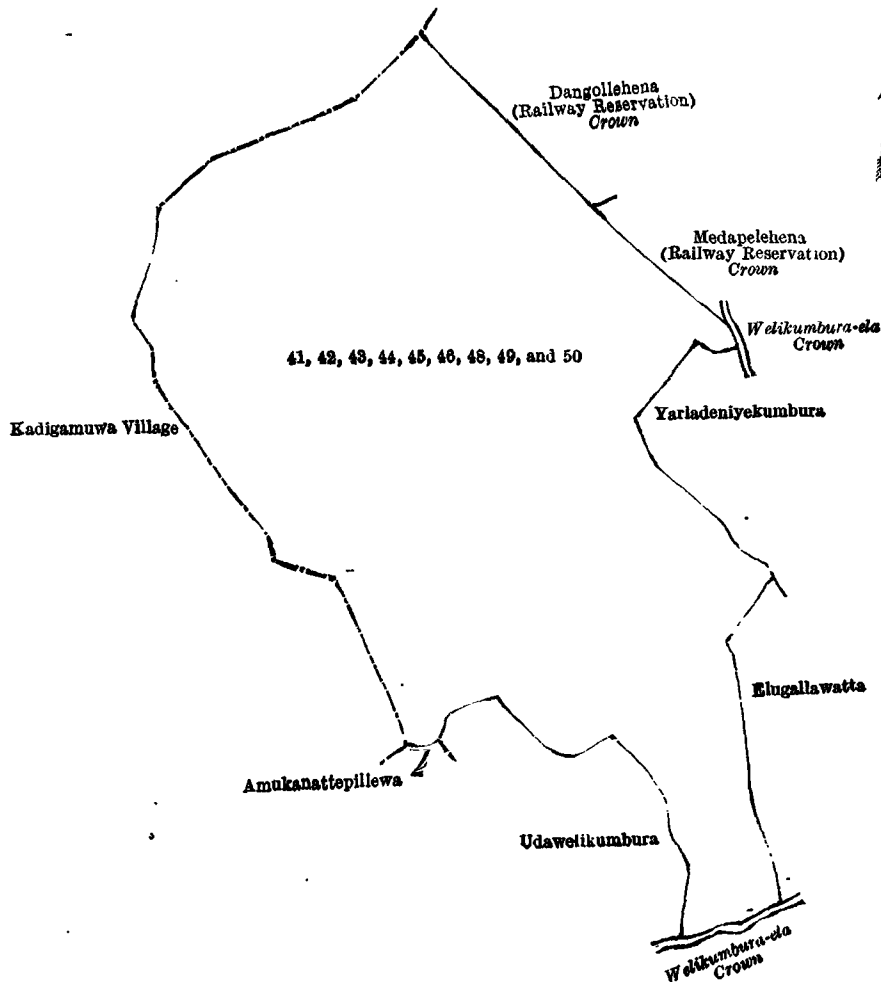 Dangollehena
(Railway Reservation)
Crown
Medapelehena
(Railway Reservation)
Crown
Welikumbura-ela
Crown
41, 42, 43, 44, 45, 46, 48, 49, and 50
Yarladeniyekumbura
Kadigamuwa Village
Elugallawatta
Amukanattepillewa
Udawelikumbura
Welikumbura-ela
Crown